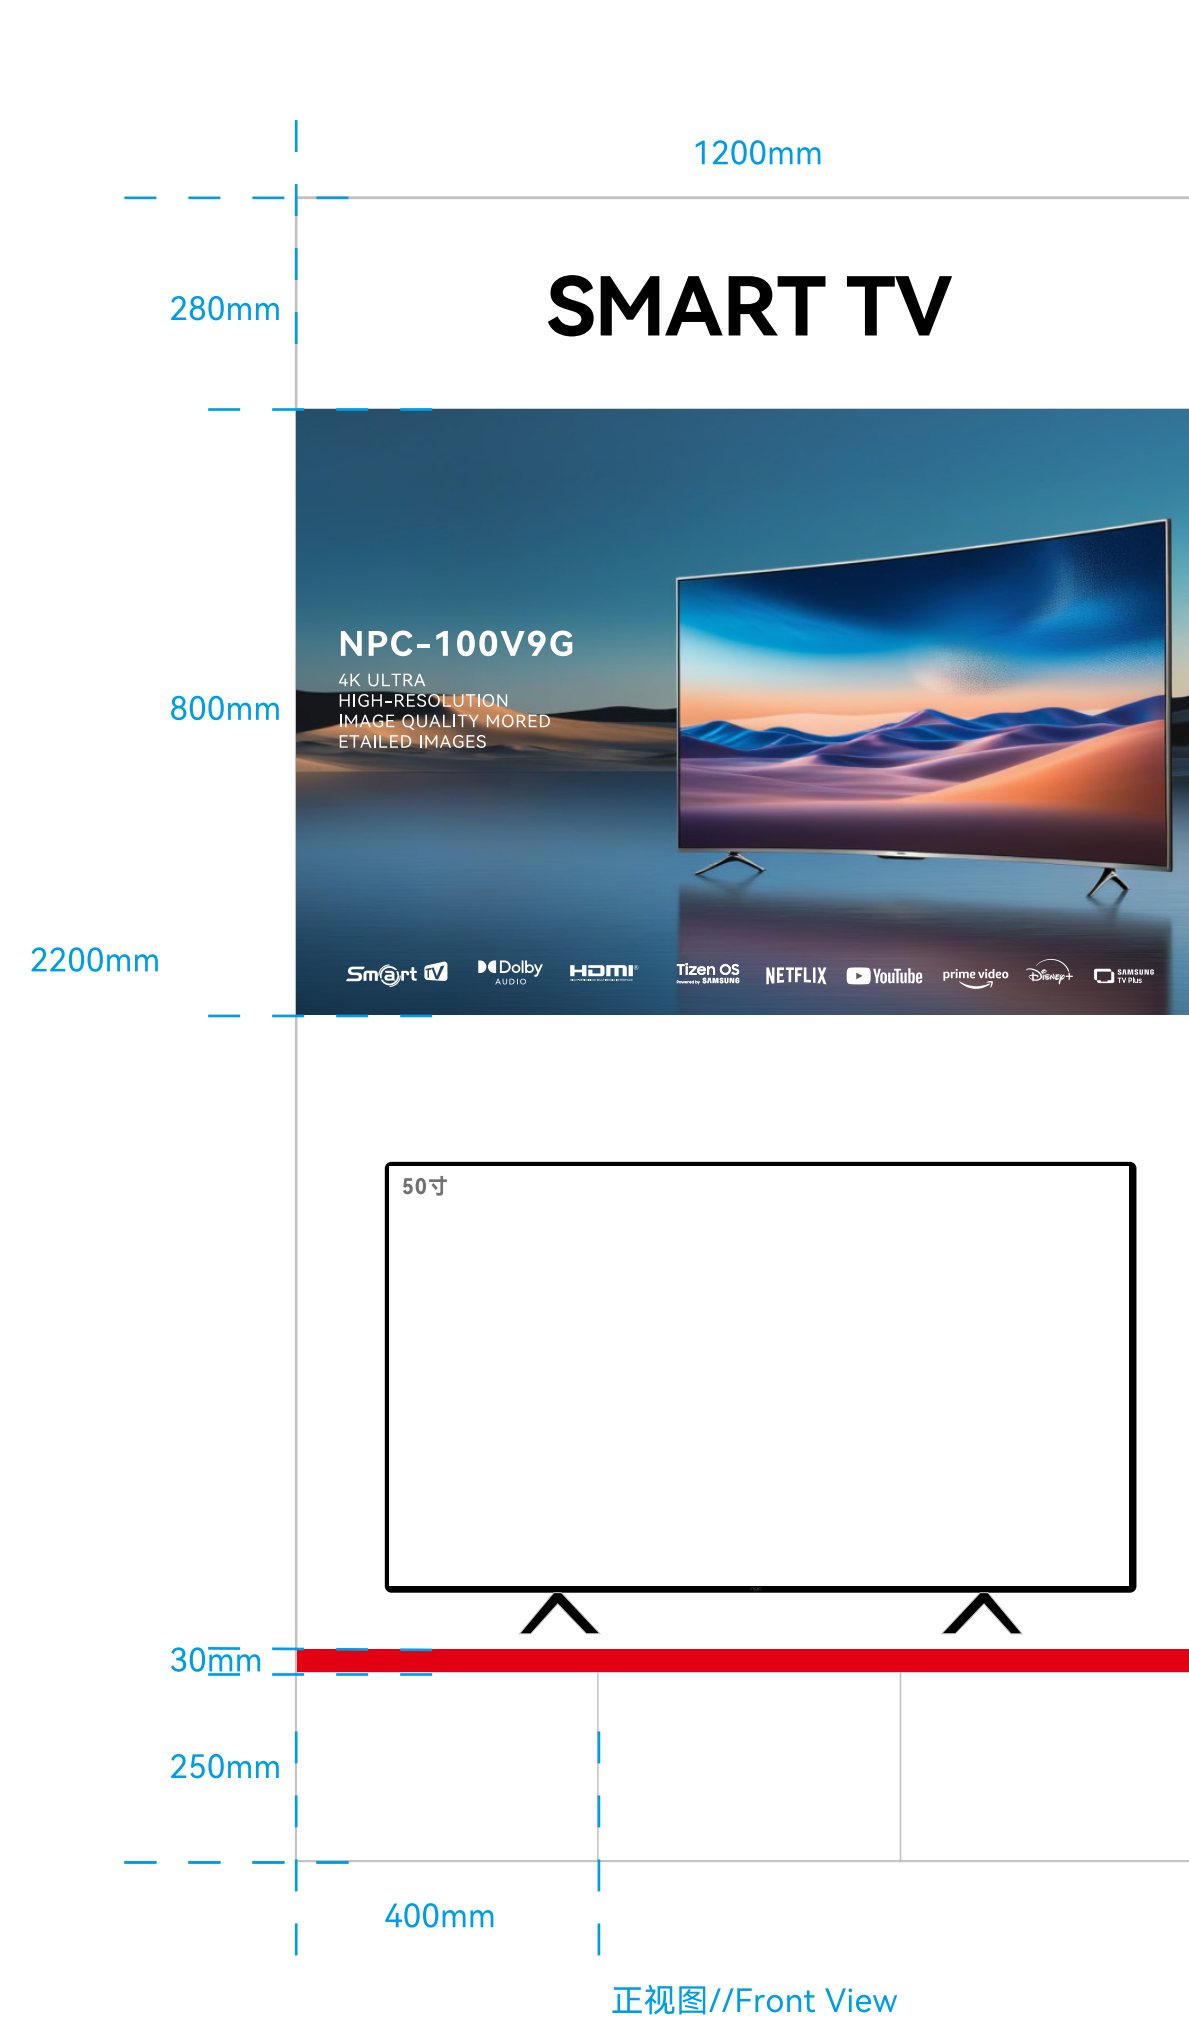 1200mm
280mm
SMART TV
NPC-100V9G
4K ULTRA
HIGH-RESOLUTION
IMAGE QUALITY MORED
ETAILED IMAGES
800mm
2200mm
Smart TV
Dolby
AUDIO
HDMI®
Tizen OS
Powered by SAMSUNG
NETFLIX
YouTube
prime video
Disney+
SAMSUNG
TV Plus
50寸
30mm
250mm
400mm
正视图//Front View